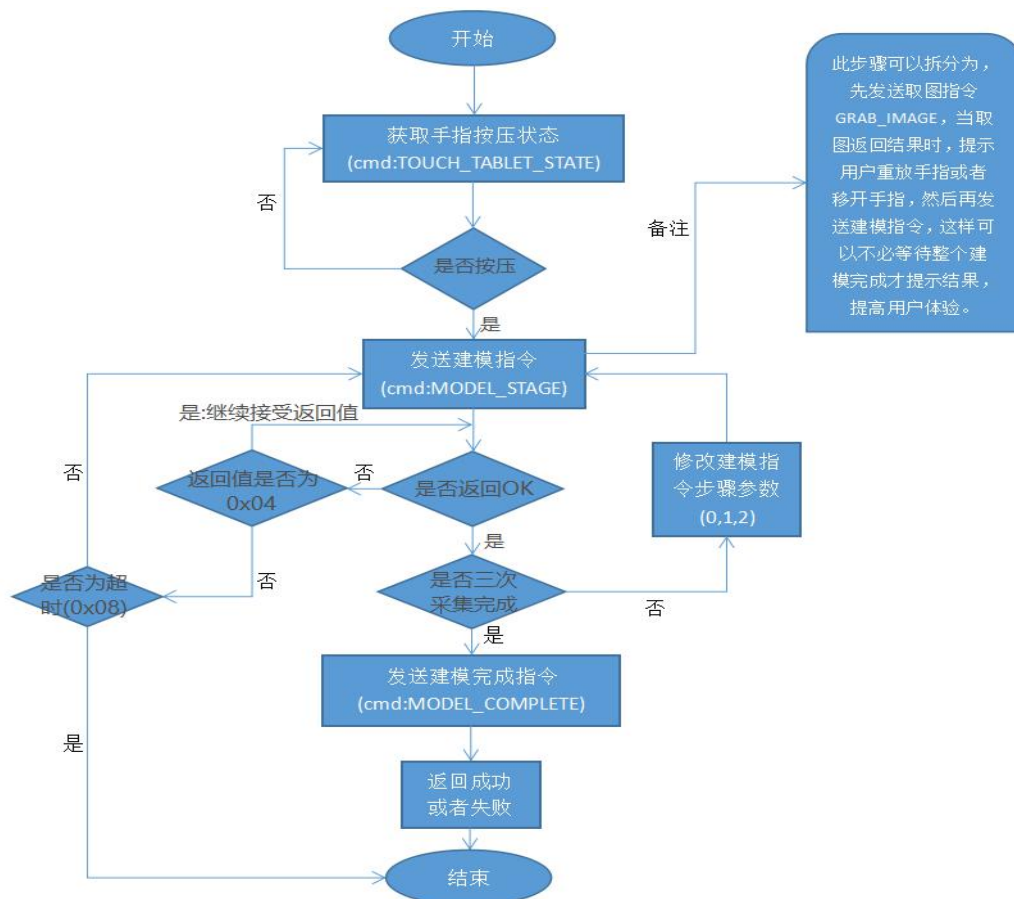 开始
获取手指按压状态
(cmd:TOUCH_TABLET_STATE)
否
是否按压
是
备注
此步骤可以拆分为，
先发送取图指令
GRAB_IMAGE，当取
图返回结果时，提示
用户重放手指或者
移开手指，然后再发
送建模指令，这样可
以不必等待整个建
模完成才提示结果，
提高用户体验。
发送建模指令
(cmd:MODEL_STAGE)
是:继续接受返回值
否
返回值是否为
0x04
否
是否返回OK
修改建模指
令步骤参数
(0,1,2)
是
是否为超
时(0x08)
否
是否三次
采集完成
否
是
发送建模完成指令
(cmd:MODEL_COMPLETE)
是
返回成功
或者失败
结束